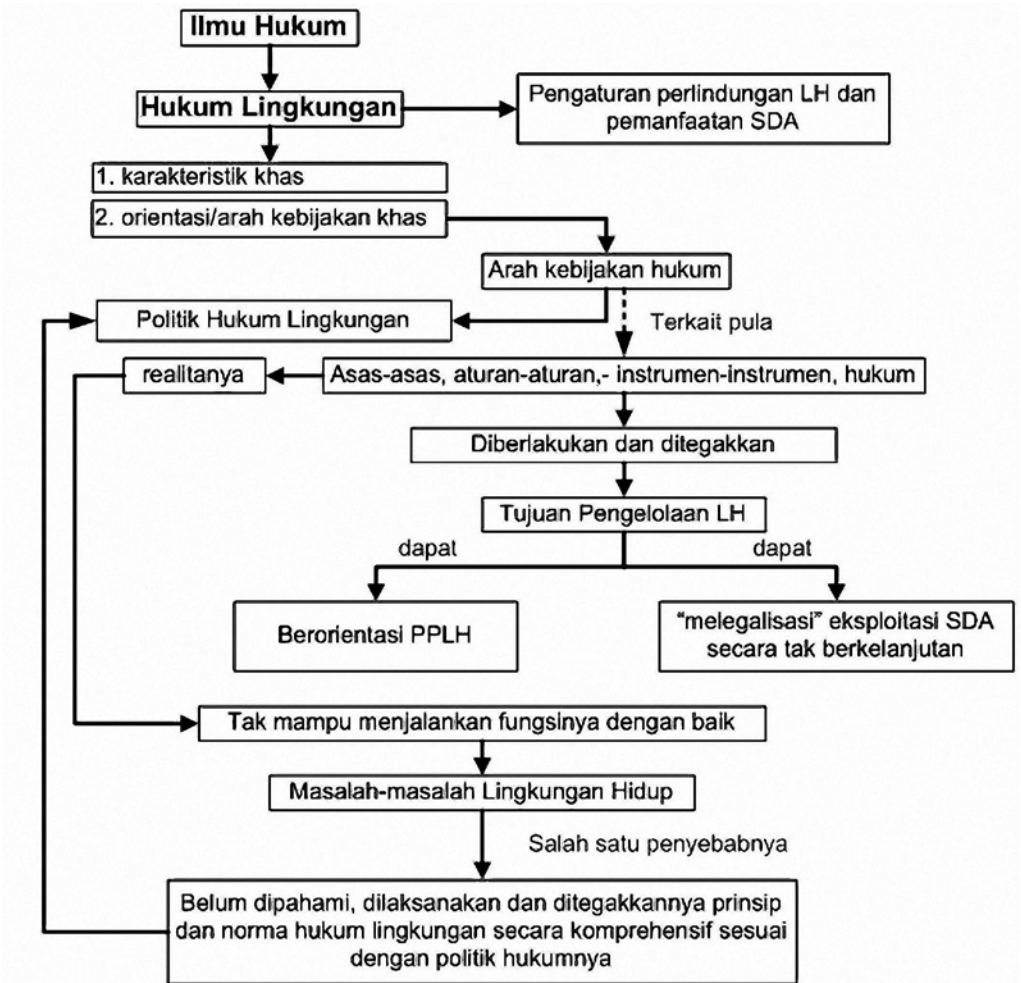 Ilmu Hukum
Hukum Lingkungan
Pengaturan perlindungan LH dan
pemanfaatan SDA
1. karakteristik khas
2. orientasi/arah kebijakan khas
Arah kebijakan hukum
Politik Hukum Lingkungan
Terkait pula
realitanya
Asas-asas, aturan-aturan,- instrumen-instrumen, hukum
Diberlakukan dan ditegakkan
Tujuan Pengelolaan LH
dapat
dapat
Berorientasi PPLH
“melegalisasi” eksploitasi SDA
secara tak berkelanjutan
Tak mampu menjalankan fungsinya dengan baik
Masalah-masalah Lingkungan Hidup
Salah satu penyebabnya
Belum dipahami, dilaksanakan dan ditegakkannya prinsip
dan norma hukum lingkungan secara komprehensif sesuai
dengan politik hukumnya